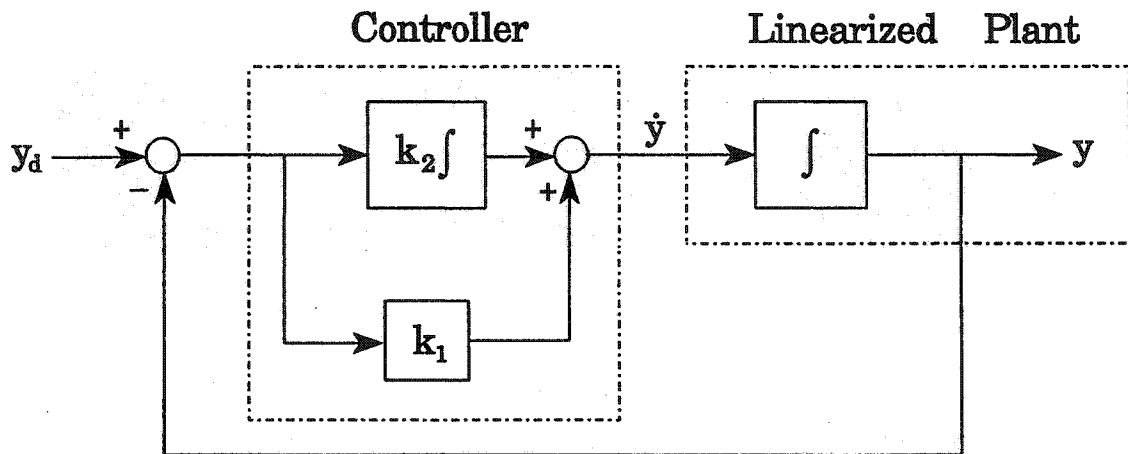 Controller
Linearized Plant
y_d
+
-
k₂∫
+
+
ẏ
∫
y
k₁